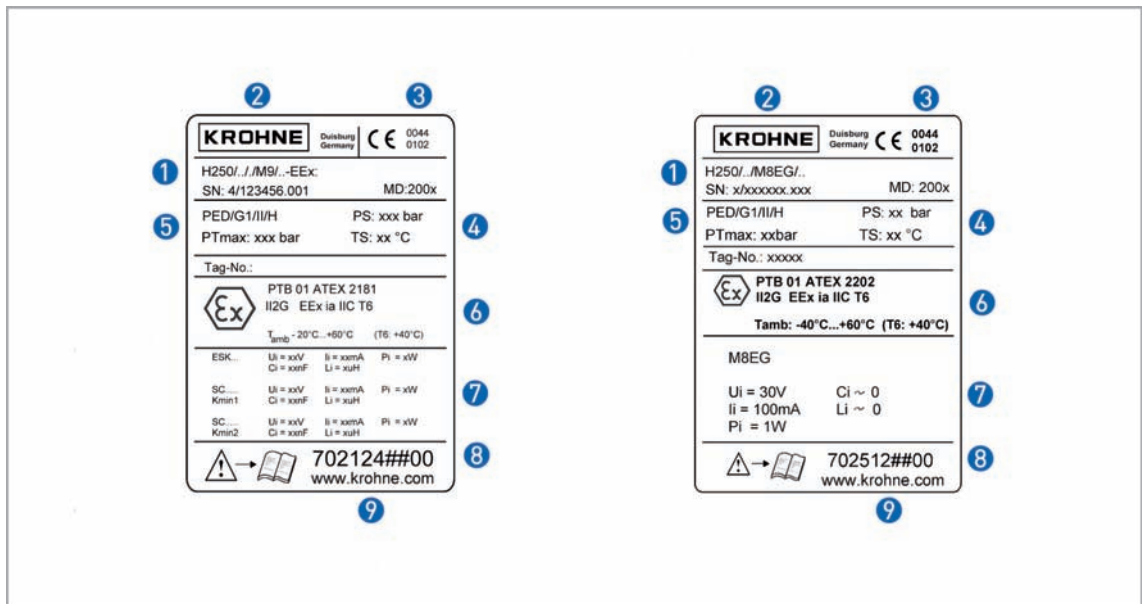 2
3
KROHNE Duisburg Germany CE 0044 0102
1
H250/../../M9/..-EEx:
SN: 4/123456.001 MD:200x
5
PED/G1/II/H PS: xxx bar
4
PTmax: xxx bar TS: xx °C
Tag-No.:
Ex
PTB 01 ATEX 2181
II2G EEx ia IIC T6
6
Tamb - 20°C...+60°C (T6: +40°C)
ESK... Ui = xxV Ii = xxmA Pi = xW
Ci = xxnF Li = xuH
SC..... Ui = xxV Ii = xxmA Pi = xW
7
Kmin1 Ci = xxnF Li = xuH
SC..... Ui = xxV Ii = xxmA Pi = xW
Kmin2 Ci = xxnF Li = xuH
702124##00
8
www.krohne.com
9
2
3
KROHNE Duisburg Germany CE 0044 0102
1
H250/../M8EG/..
SN: x/xxxxxx.xxx MD: 200x
5
PED/G1/II/H PS: xx bar
4
PTmax: xxbar TS: xx °C
Tag-No.: xxxxx
Ex
PTB 01 ATEX 2202
II2G EEx ia IIC T6
6
Tamb: -40°C...+60°C (T6: +40°C)
M8EG
Ui = 30V Ci ~ 0
7
Ii = 100mA Li ~ 0
Pi = 1W
702512##00
8
www.krohne.com
9